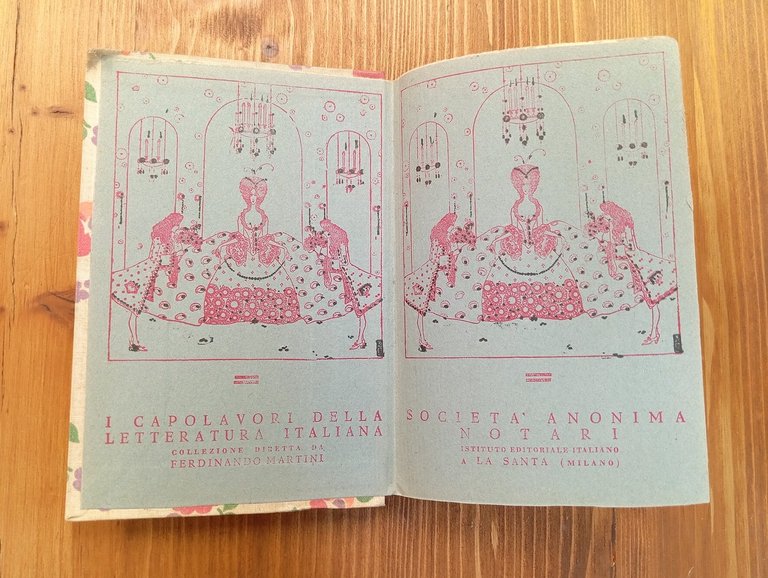 I CAPOLAVORI DELLA
LETTERATURA ITALIANA
COLLEZIONE DIRETTA DA
FERDINANDO MARTINI
SOCIETA' ANONIMA
NOTARI
ISTITUTO EDITORIALE ITALIANO
A LA SANTA (MILANO)